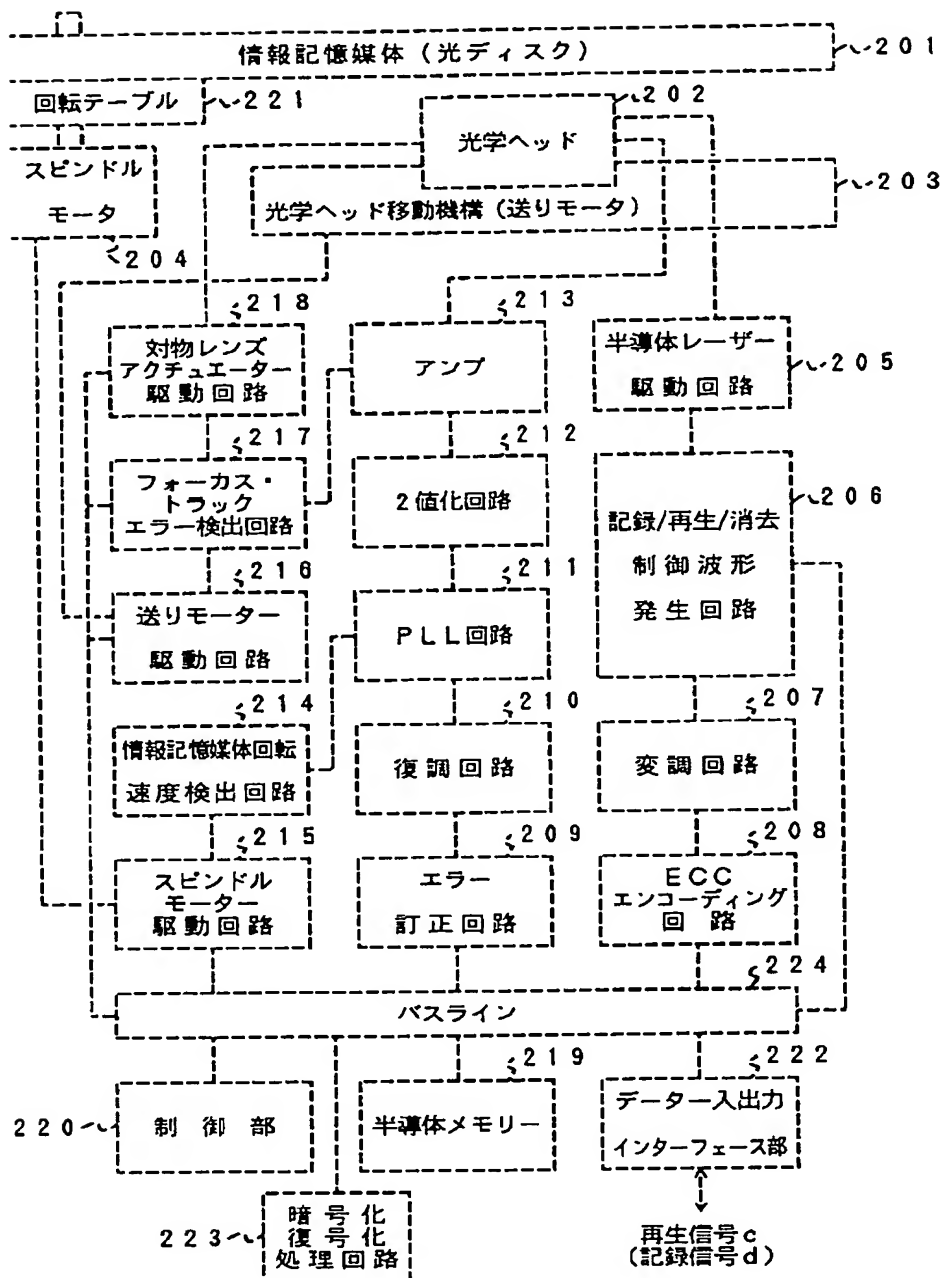 情報記憶媒体(光ディスク)
201
回転テーブル
221
202
光学ヘッド
スピンドル
モータ
203
光学ヘッド移動機構(送りモータ)
204
218
対物レンズ
アクチュエーター
駆動回路
213
アンプ
半導体レーザー
駆動回路
205
217
フォーカス・
トラック
エラー検出回路
212
2値化回路
記録/再生/消去
制御波形
発生回路
206
216
送りモーター
駆動回路
211
PLL回路
214
情報記憶媒体回転
速度検出回路
210
復調回路
207
変調回路
215
スピンドル
モーター
駆動回路
209
エラー
訂正回路
208
ECC
エンコーディング
回路
224
バスライン
220
制御部
219
半導体メモリー
222
データー入出力
インターフェース部
223
暗号化
復号化
処理回路
再生信号c
(記録信号d)